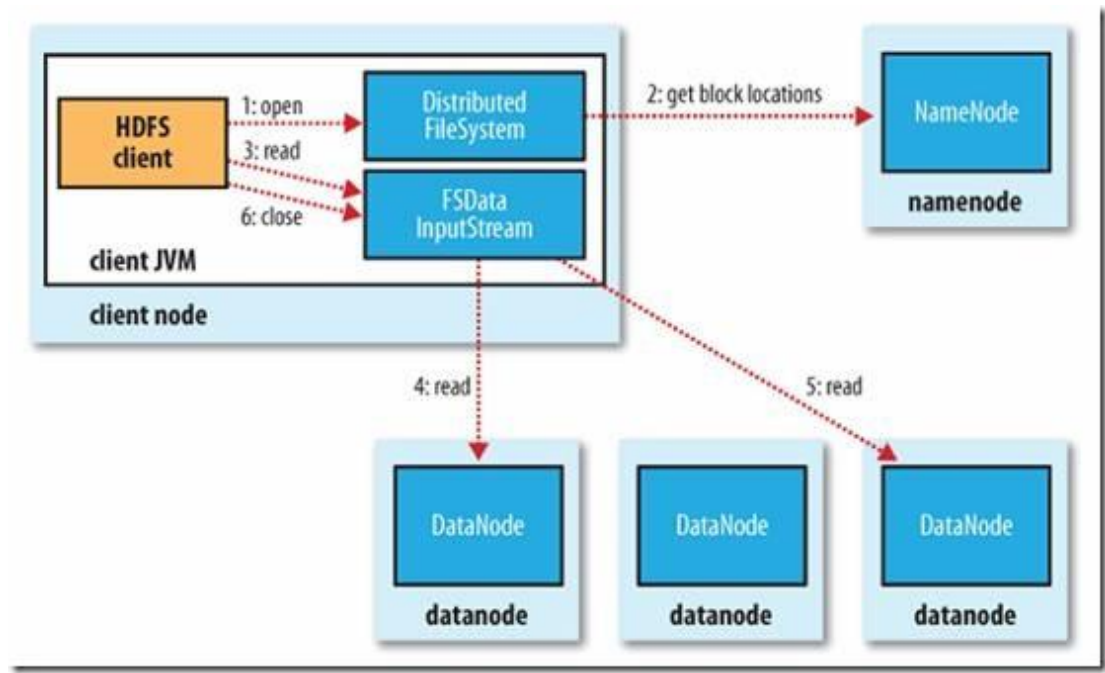 HDFS
client
1: open
3: read
6: close
Distributed
FileSystem
FSData
InputStream
client JVM
client node
2: get block locations
NameNode
namenode
4: read
5: read
DataNode
datanode
DataNode
datanode
DataNode
datanode